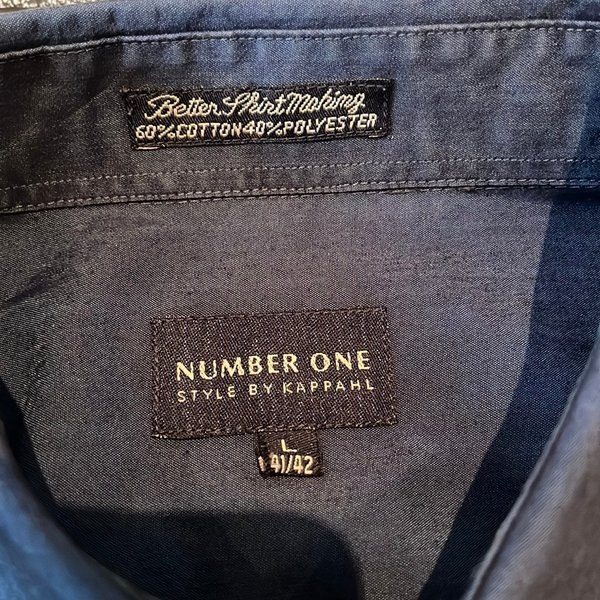 Better Shirt Making
60%COTTON40%POLYESTER
NUMBER ONE
STYLE BY KAPPAHL
L
41/42